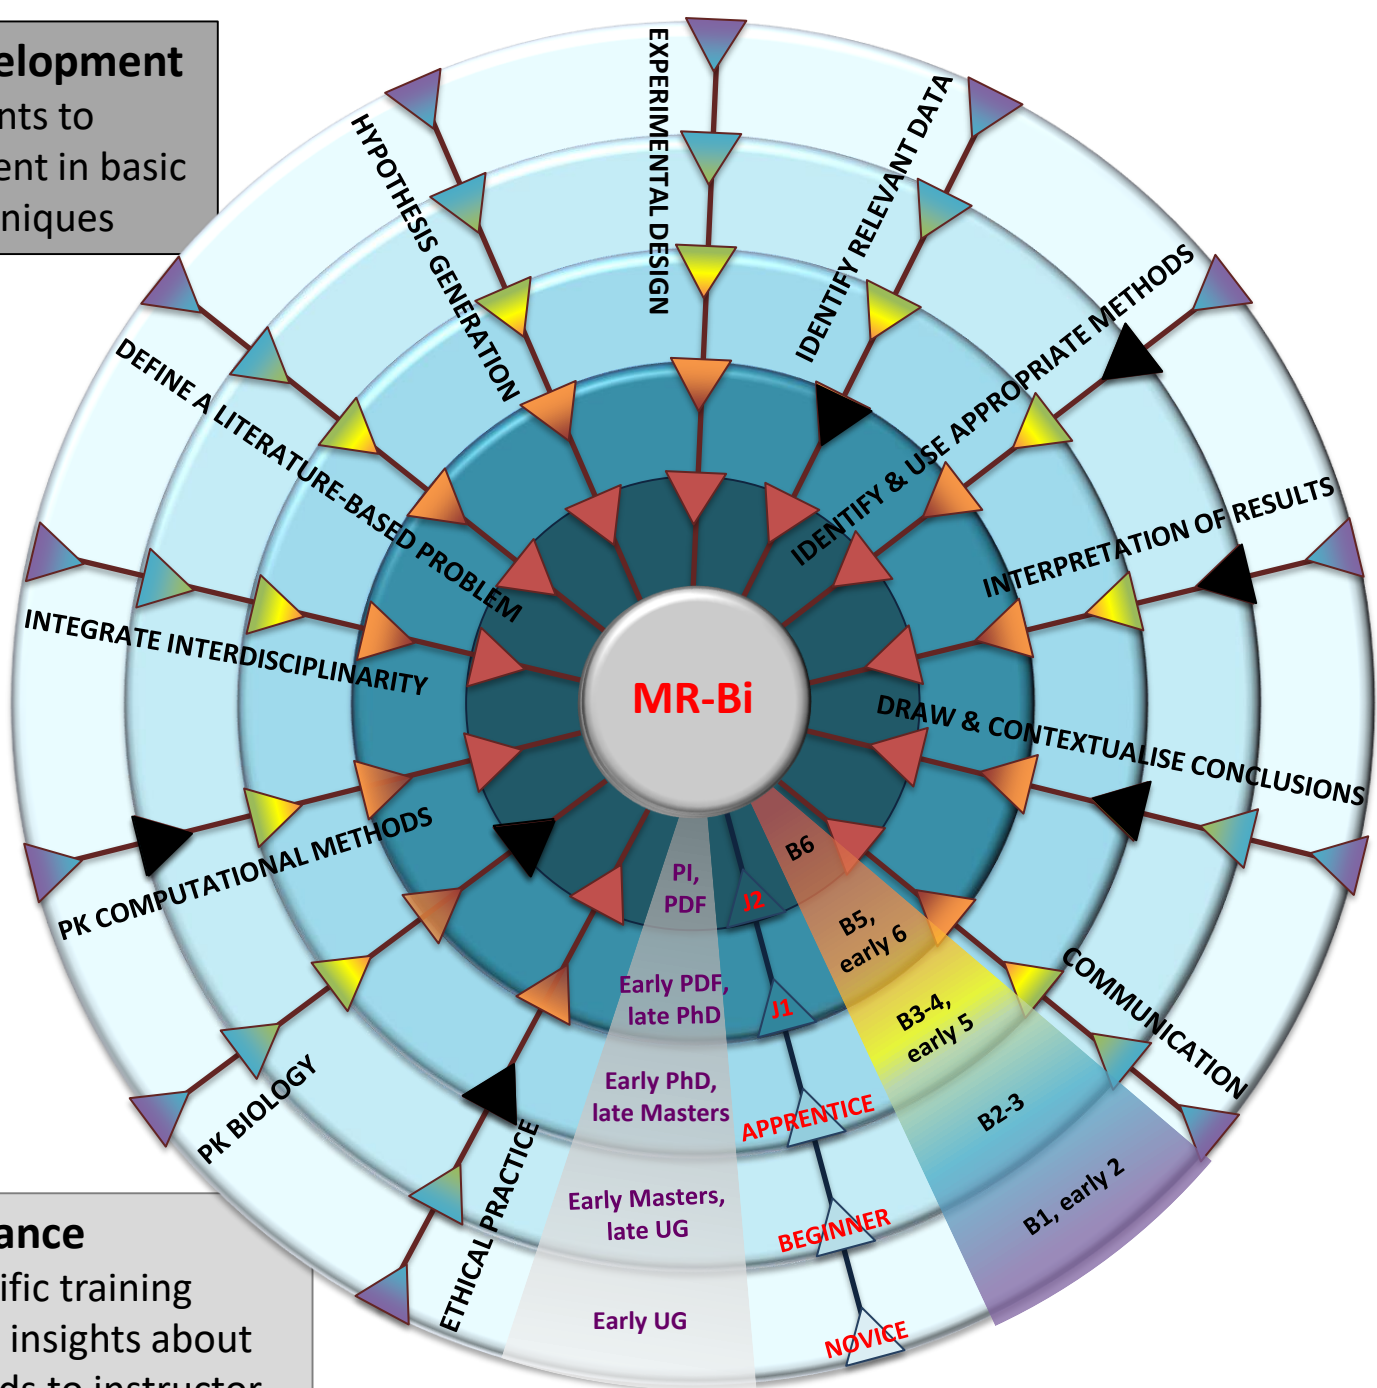 elopment
nts to
ent in basic
niques
EXPERIMENTAL DESIGN
IDENTIFY RELEVANT DATA
HYPOTHESIS GENERATION
IDENTIFY & USE APPROPRIATE METHODS
DEFINE A LITERATURE-BASED PROBLEM
INTERPRETATION OF RESULTS
INTEGRATE INTERDISCIPLINARITY
MR-Bi
DRAW & CONTEXTUALISE CONCLUSIONS
PK COMPUTATIONAL METHODS
COMMUNICATION
PK BIOLOGY
ETHICAL PRACTICE
PI,
PDF
Early PDF,
late PhD
Early PhD,
late Masters
Early Masters,
late UG
Early UG
J2
J1
APPRENTICE
BEGINNER
NOVICE
B6
B5,
early 6
B3-4,
early 5
B2-3
B1, early 2
ance
ific training
insights about
ds to instructor